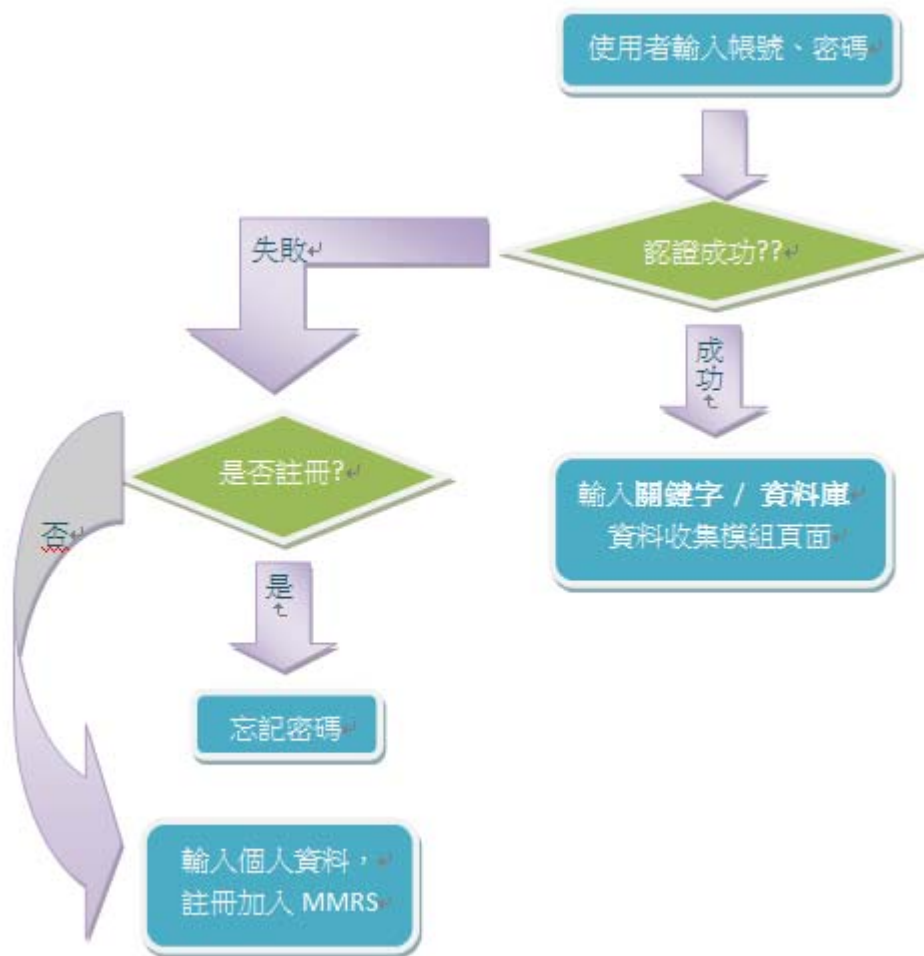 使用者輸入帳號、密碼
認證成功??
失敗
成功
輸入關鍵字 / 資料庫
資料收集模組頁面
是否註冊?
否
是
忘記密碼
輸入個人資料，
註冊加入 MMRS